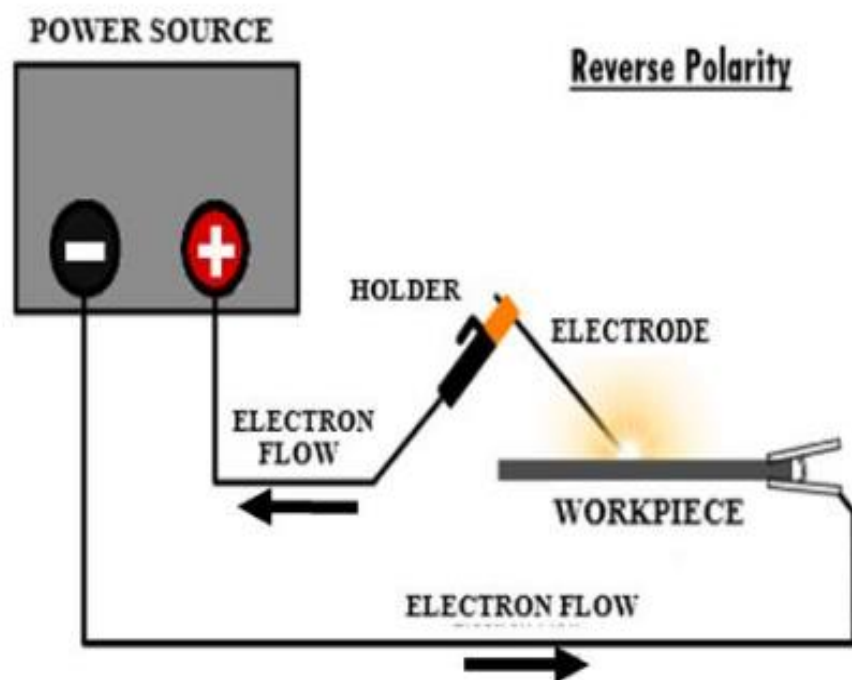 POWER SOURCE
Reverse Polarity
HOLDER
ELECTRODE
ELECTRON
FLOW
WORKPIECE
ELECTRON FLOW